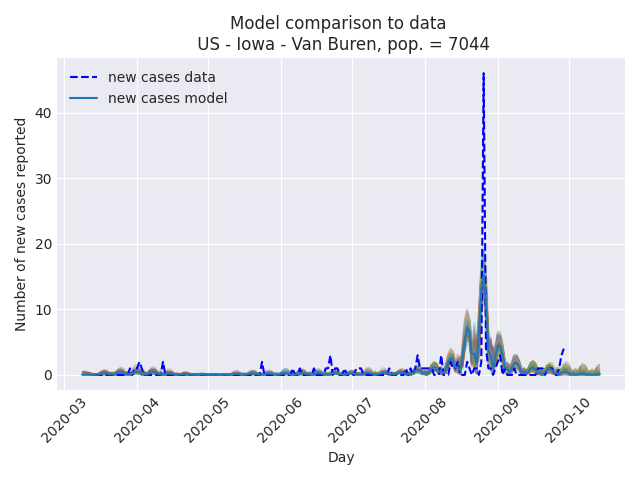 Model comparison to data
US - Iowa - Van Buren, pop. = 7044
new cases data
new cases model
Number of new cases reported
40
30
20
10
0
2020-03
2020-04
2020-05
2020-06
2020-07
2020-08
2020-09
2020-10
Day